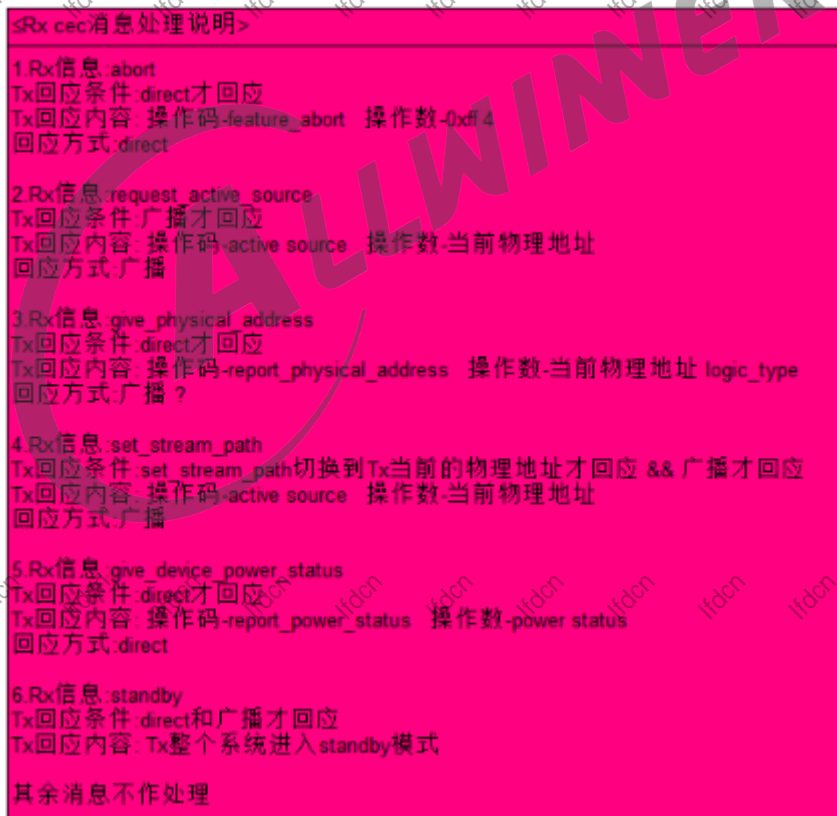 ≤Rx cec消息处理说明>
1.Rx信息:abort
Tx回应条件:direct才回应
Tx回应内容: 操作码-feature_abort 操作数-0xff 4
回应方式:direct
2.Rx信息:request_active_source
Tx回应条件:广播才回应
Tx回应内容: 操作码-active source 操作数-当前物理地址
回应方式:广播
3.Rx信息:give_physical_address
Tx回应条件:direct才回应
Tx回应内容: 操作码-report_physical_address 操作数-当前物理地址 logic_type
回应方式:广播 ?
4.Rx信息:set_stream_path
Tx回应条件:set_stream_path切换到Tx当前的物理地址才回应 && 广播才回应
Tx回应内容: 操作码-active source 操作数-当前物理地址
回应方式:广播
5.Rx信息:give_device_power_status
Tx回应条件:direct才回应
Tx回应内容: 操作码-report_power_status 操作数-power status
回应方式:direct
6.Rx信息:standby
Tx回应条件:direct和广播才回应
Tx回应内容: Tx整个系统进入standby模式
其余消息不作处理
ALLWINNE
lfdcn
lfdcn
lfdcn
lfdcn